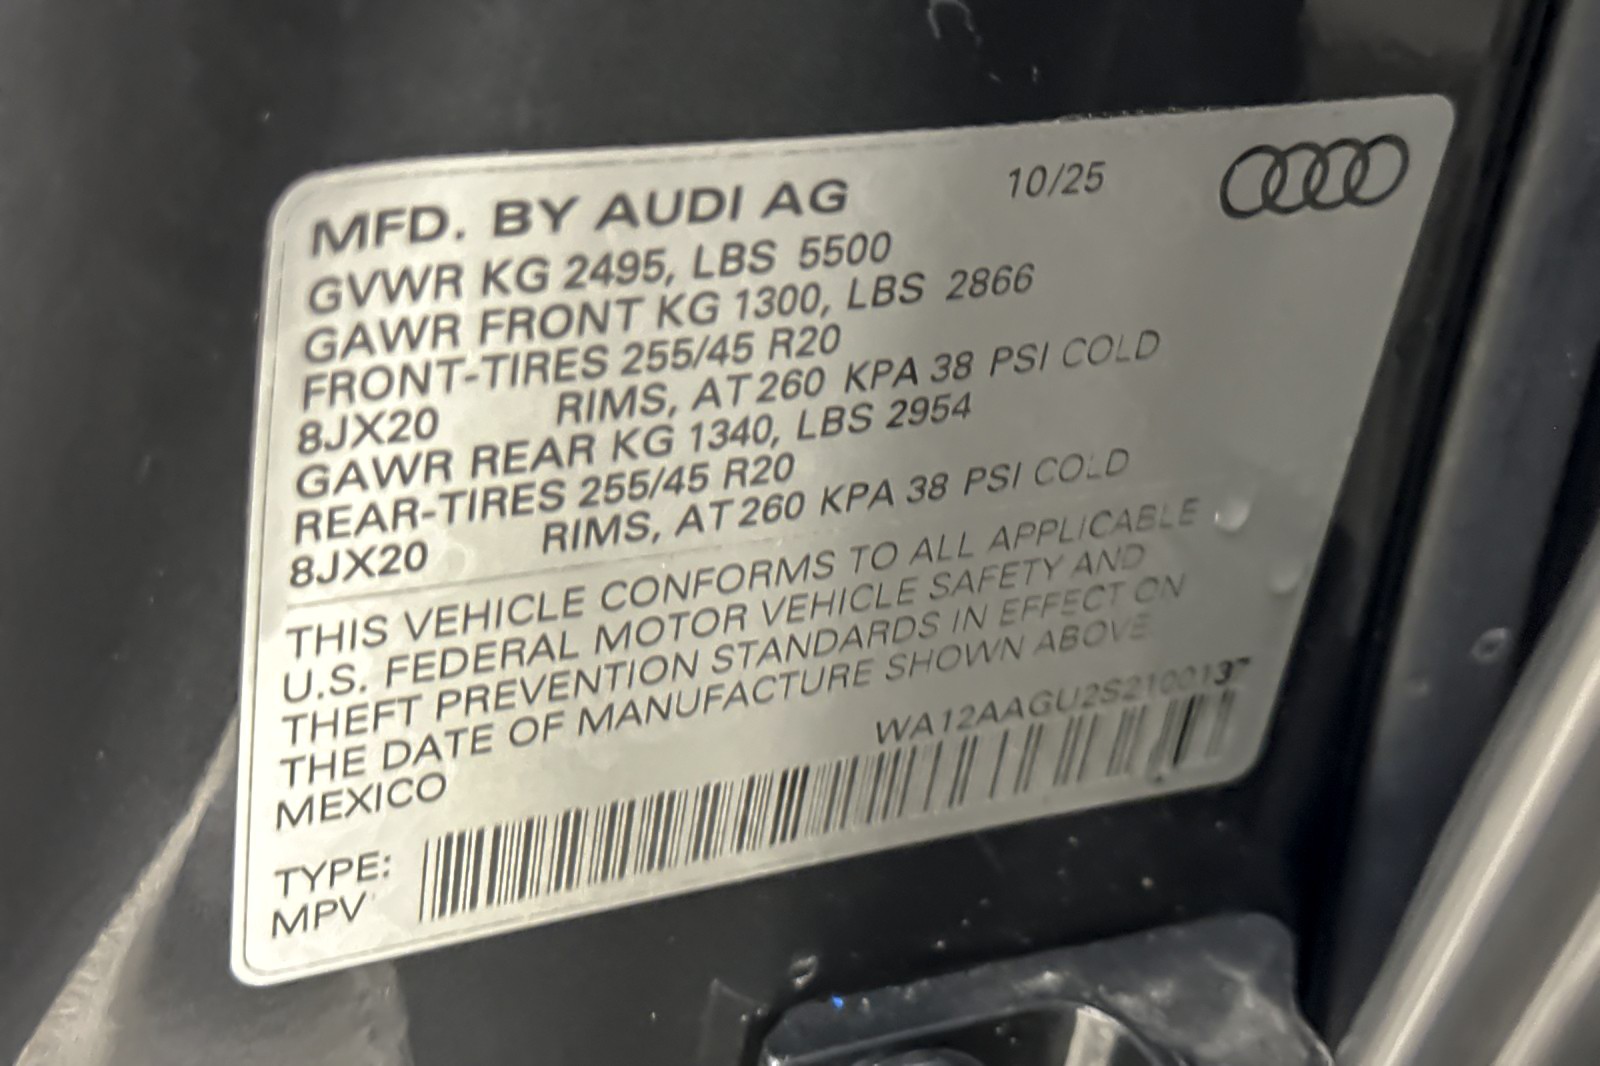 MFD. BY AUDI AG 10/25
GVWR KG 2495, LBS 5500
GAWR FRONT KG 1300, LBS 2866
FRONT-TIRES 255/45 R20
8JX20 RIMS, AT 260 KPA 38 PSI COLD
GAWR REAR KG 1340, LBS 2954
REAR-TIRES 255/45 R20
8JX20 RIMS, AT 260 KPA 38 PSI COLD
THIS VEHICLE CONFORMS TO ALL APPLICABLE
U.S. FEDERAL MOTOR VEHICLE SAFETY AND
THEFT PREVENTION STANDARDS IN EFFECT ON
THE DATE OF MANUFACTURE SHOWN ABOVE
MEXICO WA12AAGU2S2100137
TYPE:
MPV